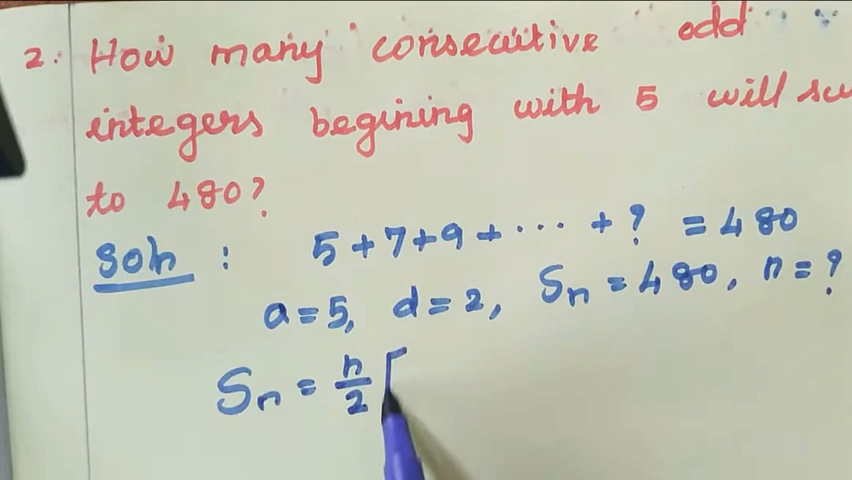 2. How many consecutive odd
integers begining with 5 will
to 480?
Soln : 5+7+9+ ... +? = 480
a=5, d=2, Sn=480, n=?
Sn = n/2 [